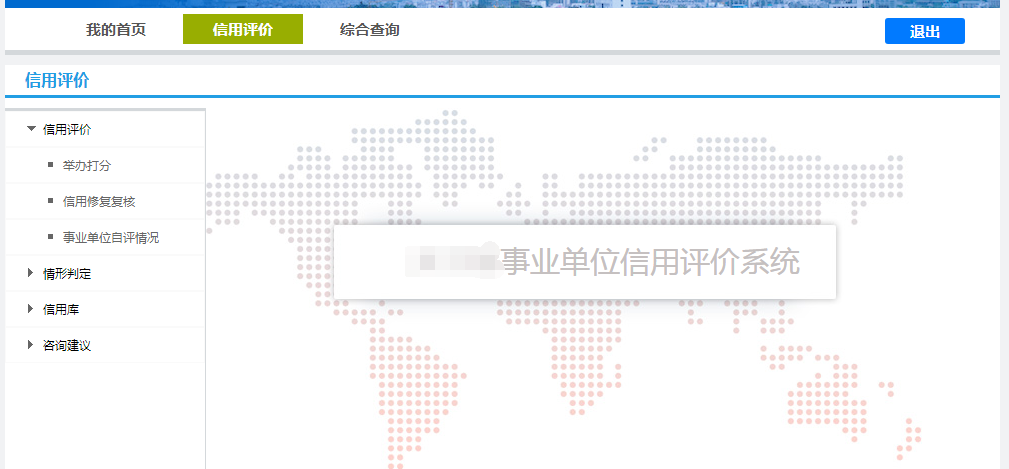 我的首页 信用评价 综合查询 退出
信用评价
信用评价
举办打分
信用修复复核
事业单位自评情况
情形判定
信用库
咨询建议
事业单位信用评价系统